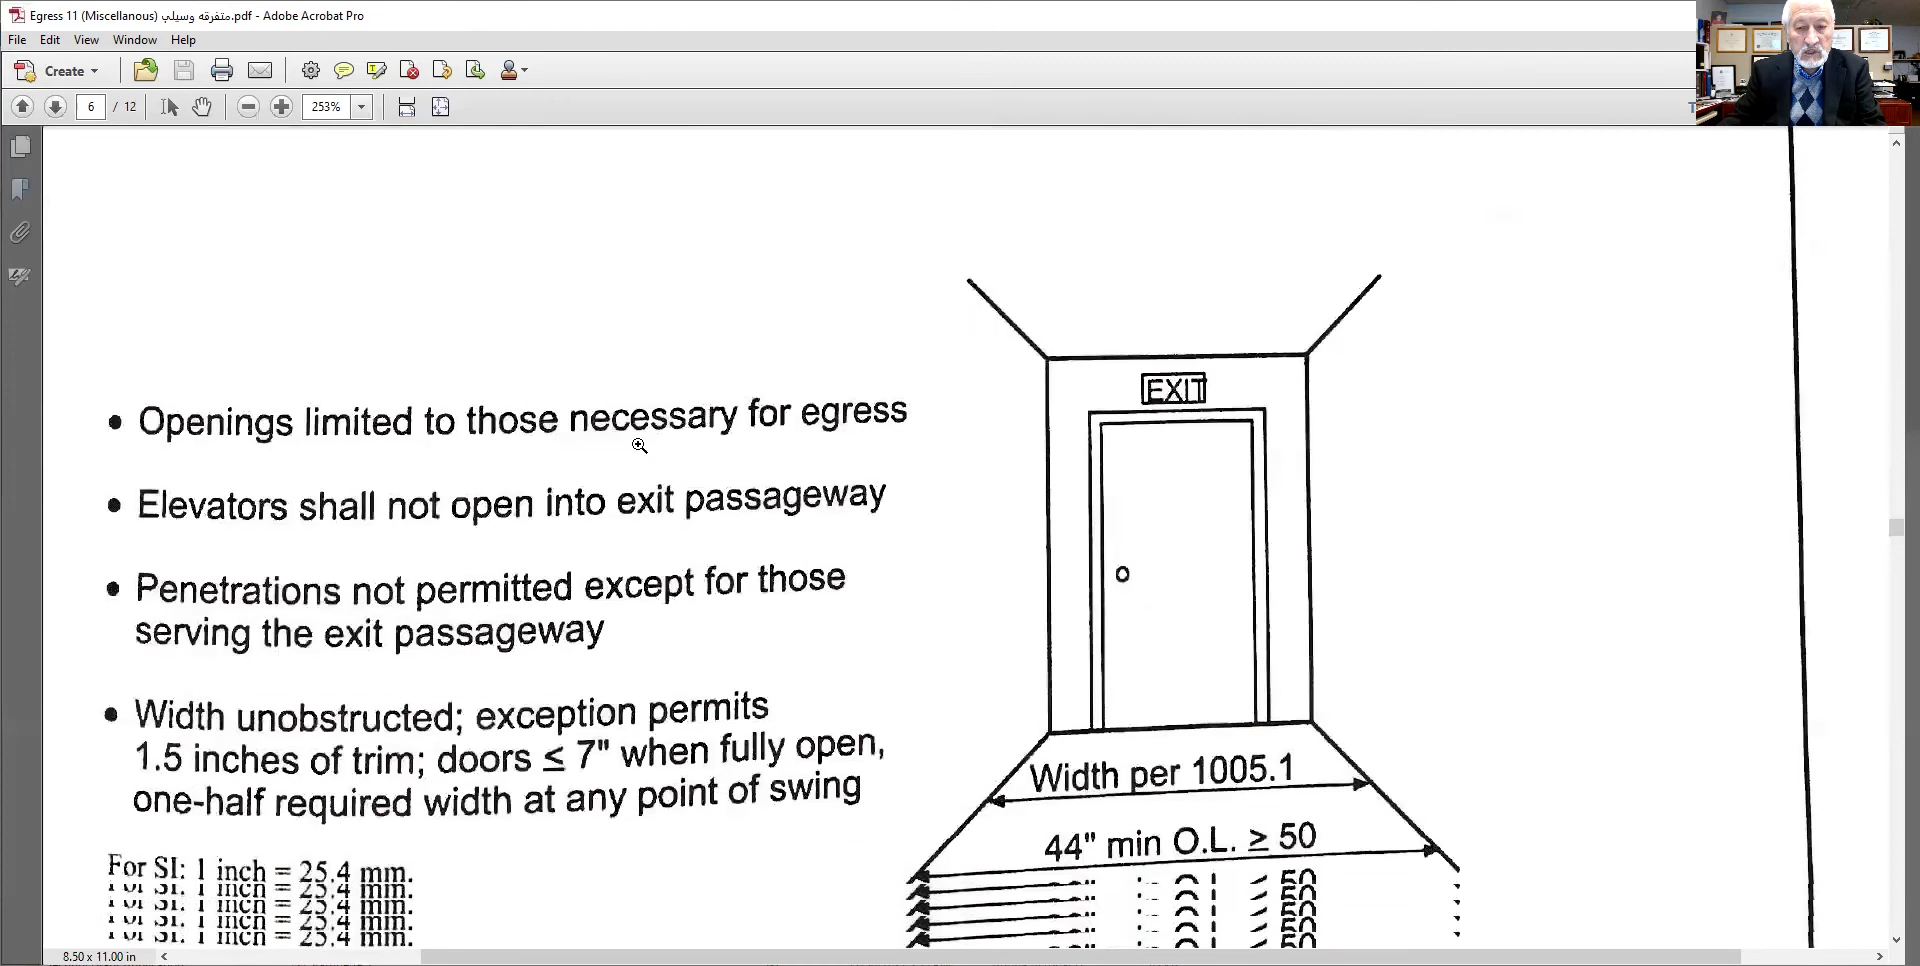 Egress 11 (Miscellanous) متفرقه وسیلې.pdf - Adobe Acrobat Pro
File Edit View Window Help
Create
6 / 12 253%
T
EXIT
• Openings limited to those necessary for egress
• Elevators shall not open into exit passageway
• Penetrations not permitted except for those
serving the exit passageway
• Width unobstructed; exception permits
1.5 inches of trim; doors ≤ 7" when fully open,
one-half required width at any point of swing
Width per 1005.1
44" min O.L. ≥ 50
For SI: 1 inch = 25.4 mm.
8.50 x 11.00 in